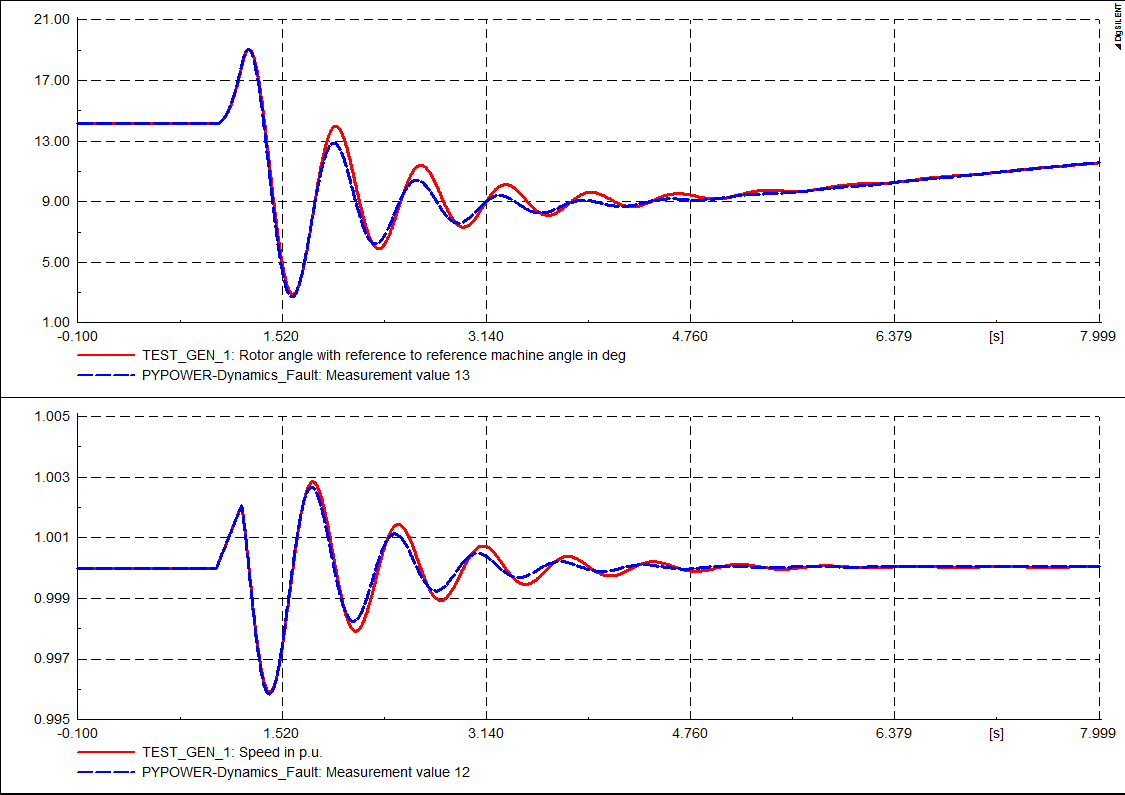 DIgSILENT
21.00
17.00
13.00
9.00
5.00
1.00
-0.100 1.520 3.140 4.760 6.379 [s] 7.999
TEST_GEN_1: Rotor angle with reference to reference machine angle in deg
PYPOWER-Dynamics_Fault: Measurement value 13
1.005
1.003
1.001
0.999
0.997
0.995
-0.100 1.520 3.140 4.760 6.379 [s] 7.999
TEST_GEN_1: Speed in p.u.
PYPOWER-Dynamics_Fault: Measurement value 12